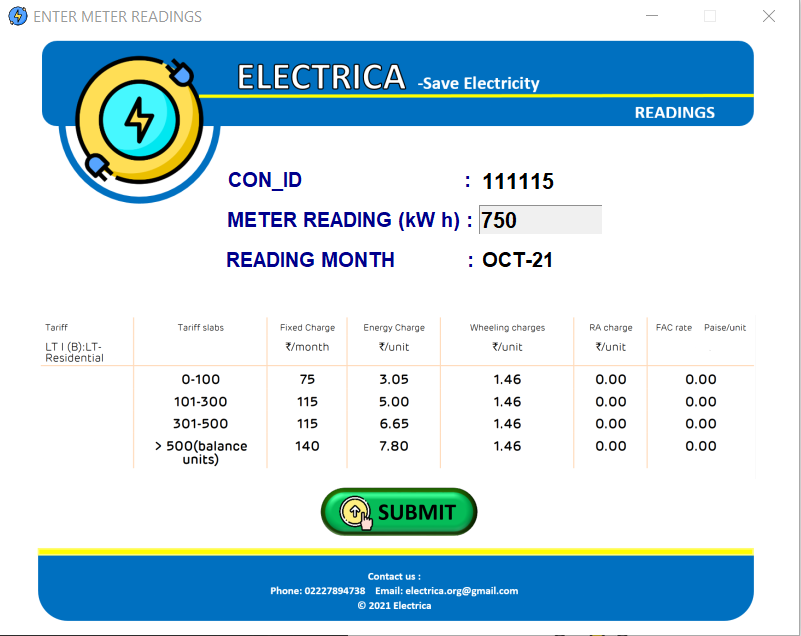 ENTER METER READINGS
ELECTRICA -Save Electricity
READINGS
CON_ID : 111115
METER READING (kW h) : 750
READING MONTH : OCT-21
Tariff Tariff slabs Fixed Charge Energy Charge Wheeling charges RA charge FAC rate Paise/unit
LT I (B):LT- ₹/month ₹/unit ₹/unit ₹/unit
Residential
0-100 75 3.05 1.46 0.00 0.00
101-300 115 5.00 1.46 0.00 0.00
301-500 115 6.65 1.46 0.00 0.00
> 500(balance 140 7.80 1.46 0.00 0.00
units)
SUBMIT
Contact us :
Phone: 02227894738 Email: electrica.org@gmail.com
© 2021 Electrica